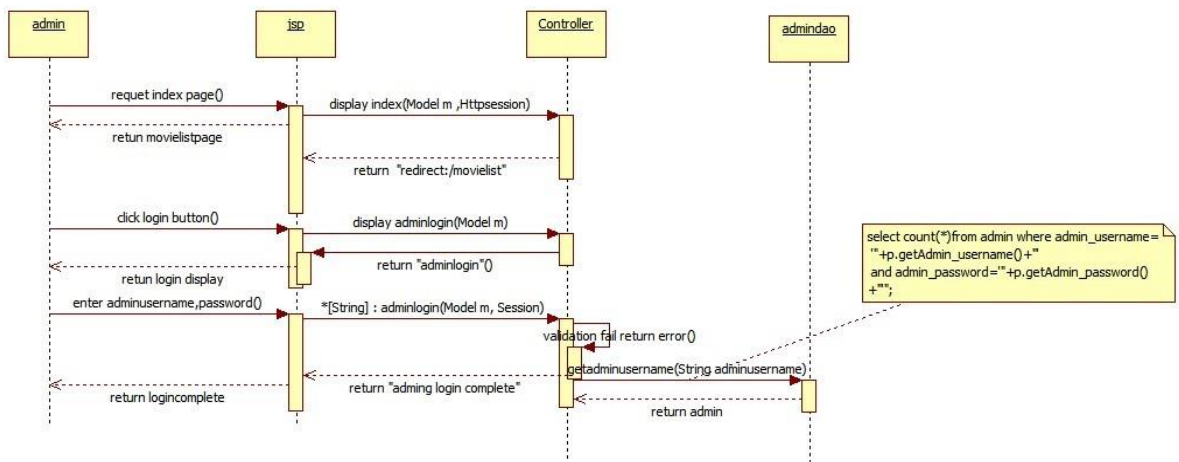 admin
jsp
Controller
admindao
requet index page()
display index(Model m ,Httpsession)
retun movielistpage
return "redirect:/movielist"
click login button()
display adminlogin(Model m)
return "adminlogin"()
retun login display
select count(*)from admin where admin_username=
'"+p.getAdmin_username()+"'
and admin_password='"+p.getAdmin_password()
+"'";
enter adminusername,password()
*[String] : adminlogin(Model m, Session)
validation fail return error()
getadminusername(String adminusername)
return "adming login complete"
return logincomplete
return admin